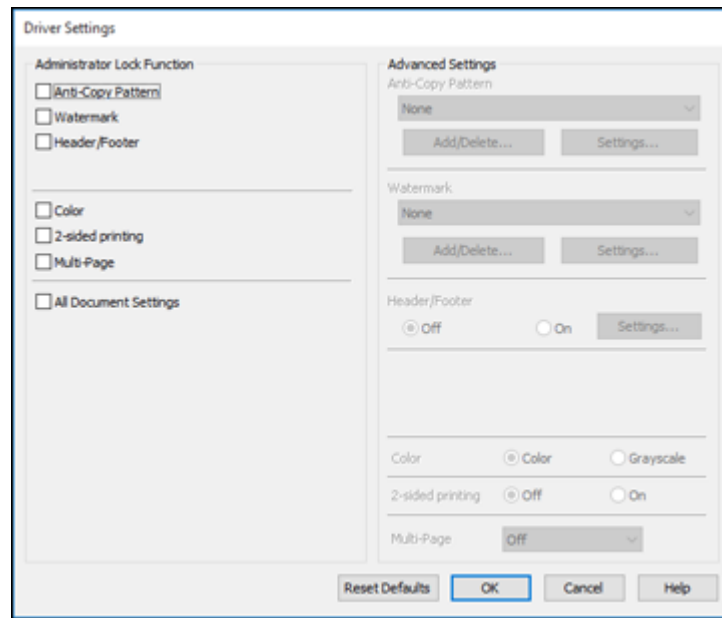 Driver Settings
Administrator Lock Function
Anti-Copy Pattern
Watermark
Header/Footer
Color
2-sided printing
Multi-Page
All Document Settings
Advanced Settings
Anti-Copy Pattern
None
Add/Delete... Settings...
Watermark
None
Add/Delete... Settings...
Header/Footer
Off On Settings...
Color Color Grayscale
2-sided printing Off On
Multi-Page Off
Reset Defaults OK Cancel Help